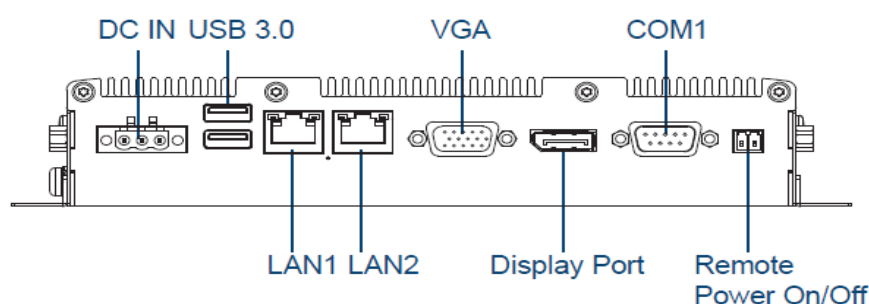 DC IN USB 3.0 VGA COM1
LAN1 LAN2 Display Port Remote
Power On/Off